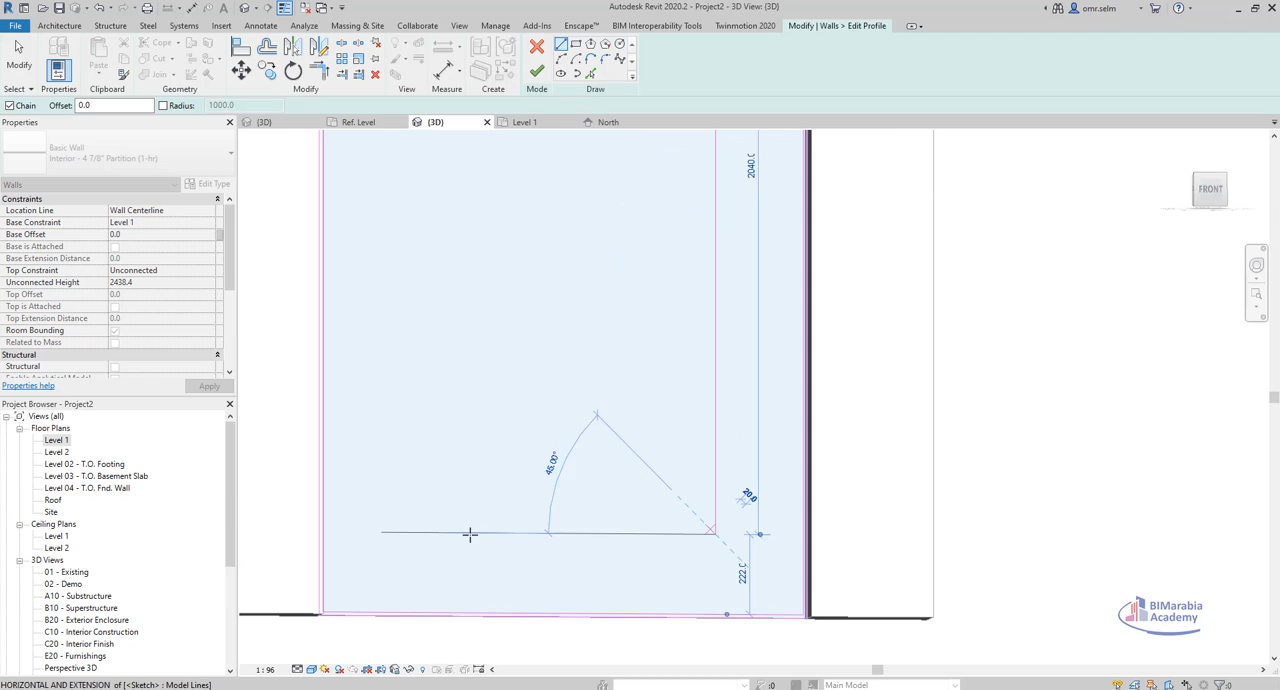 Autodesk Revit 2020.2 - Project2 - 3D View: {3D}
omr.selm
File Architecture Structure Steel Systems Insert Annotate Analyze Massing & Site Collaborate View Manage Add-Ins Enscape™ BIM Interoperability Tools Twinmotion 2020 Modify | Walls > Edit Profile
Modify Paste Cope Cut Join
Select Properties Clipboard Geometry Modify View Measure Create Mode Draw
Chain Offset: 0.0 Radius: 1000.0
Properties
{3D} Ref. Level {3D} Level 1 North
Basic Wall
Interior - 4 7/8" Partition (1-hr)
Walls Edit Type
Constraints
Location Line Wall Centerline
Base Constraint Level 1
Base Offset 0.0
Base is Attached
Base Extension Distance 0.0
Top Constraint Unconnected
Unconnected Height 2438.4
Top Offset 0.0
Top is Attached
Top Extension Distance 0.0
Room Bounding
Related to Mass
Structural
Structural
Properties help Apply
Project Browser - Project2
Views (all)
Floor Plans
Level 1
Level 2
Level 02 - T.O. Footing
Level 03 - T.O. Basement Slab
Level 04 - T.O. Fnd. Wall
Roof
Site
Ceiling Plans
Level 1
Level 2
3D Views
01 - Existing
02 - Demo
A10 - Substructure
B10 - Superstructure
B20 - Exterior Enclosure
C10 - Interior Construction
C20 - Interior Finish
E20 - Furnishings
Perspective 3D
2040.0
45.00°
20.0
222.0
FRONT
BIMarabia
Academy
1 : 96
HORIZONTAL AND EXTENSION of [<Sketch> : Model Lines]
:0 Main Model :0